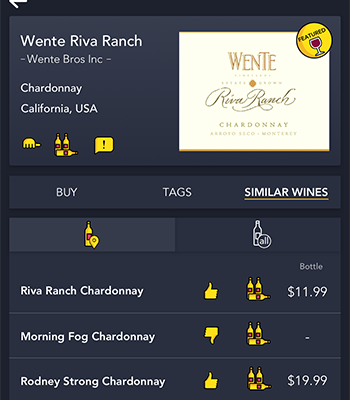 Wente Riva Ranch
– Wente Bros Inc –
Chardonnay
California, USA
FEATURED
WENTE
VINEYARDS
ESTATE GROWN
Riva Ranch
CHARDONNAY
ARROYO SECO • MONTEREY
BUY
TAGS
SIMILAR WINES
all
Bottle
Riva Ranch Chardonnay
$11.99
Morning Fog Chardonnay
-
Rodney Strong Chardonnay
$19.99